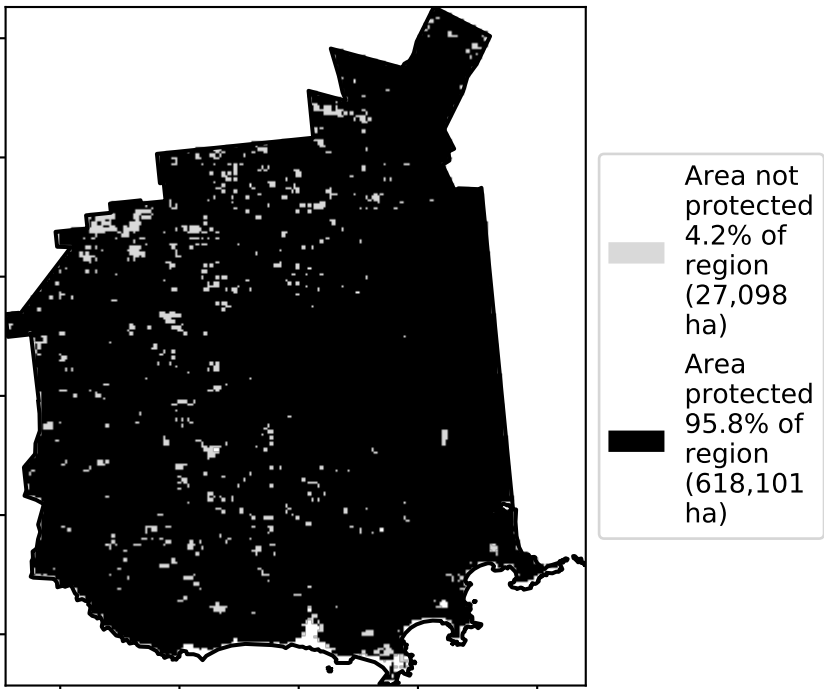 Area not
protected
4.2% of
region
(27,098
ha)
Area
protected
95.8% of
region
(618,101
ha)